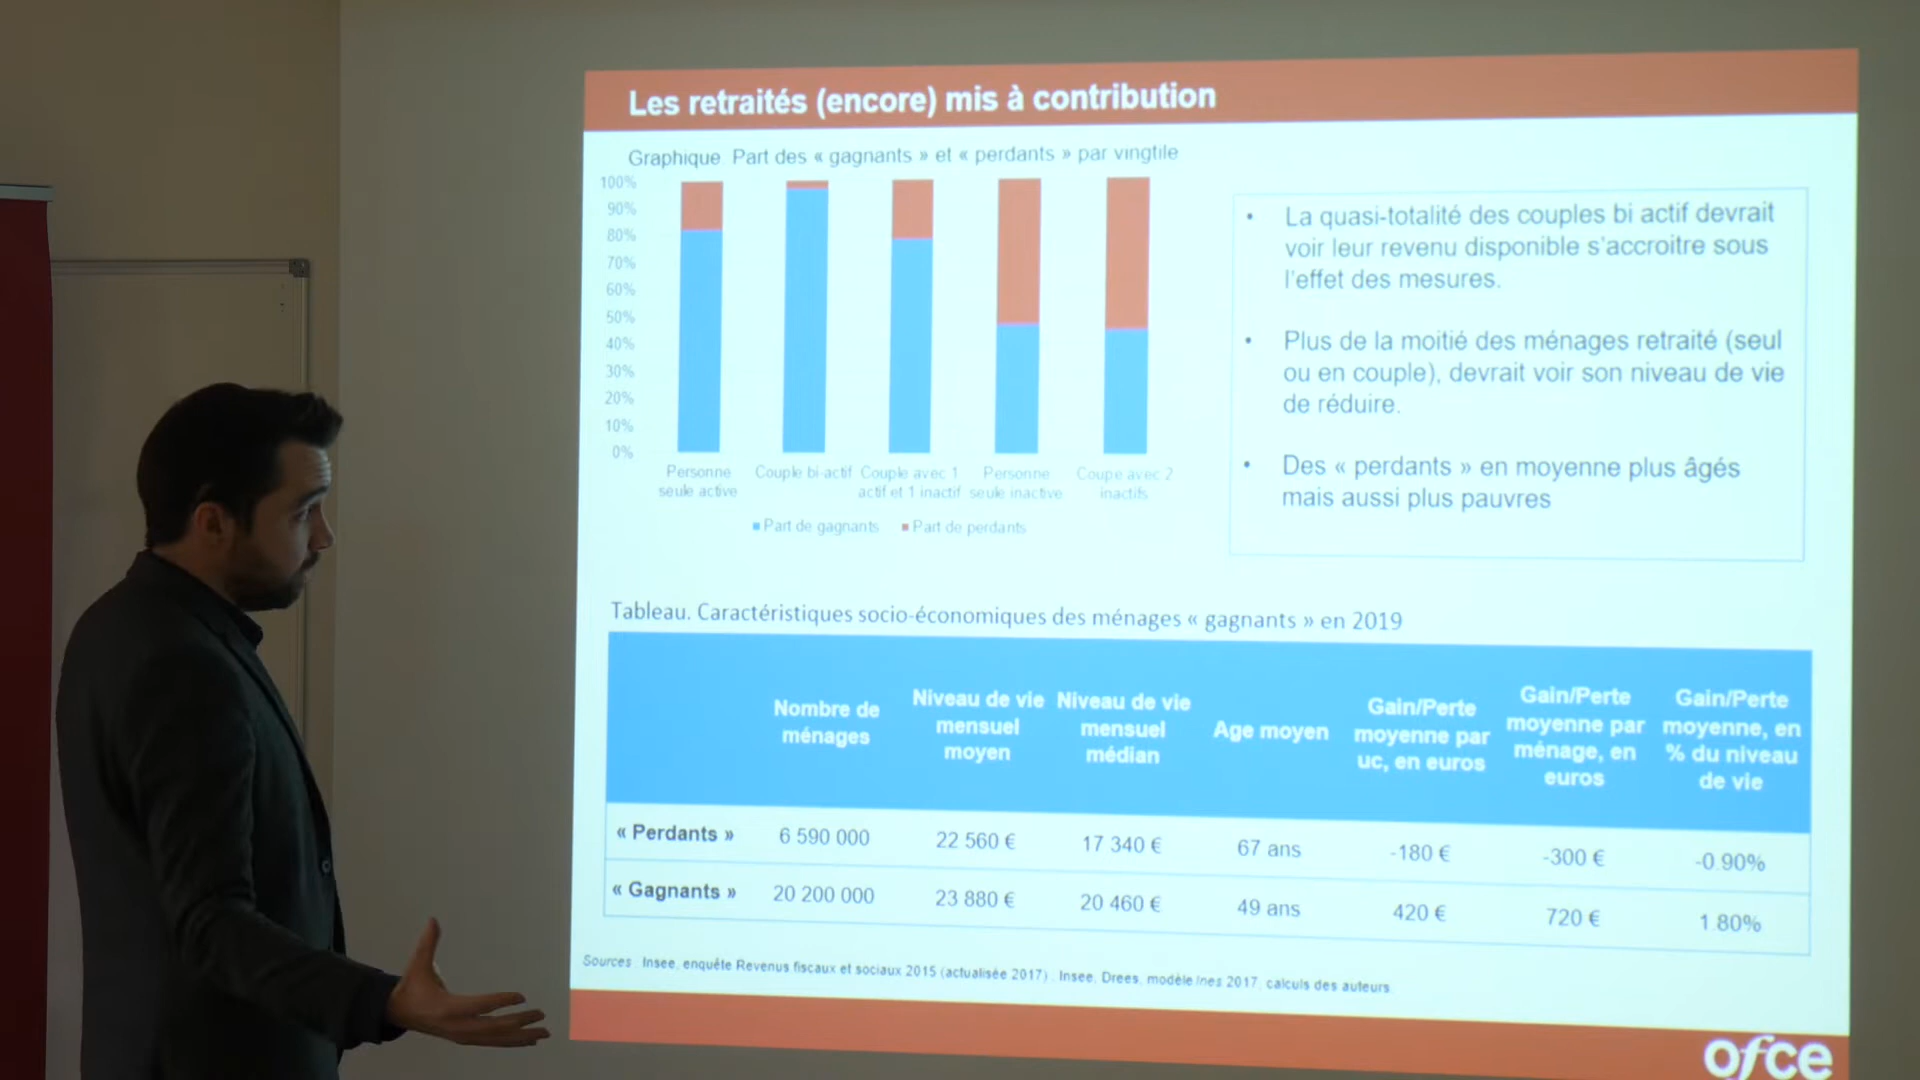 Les retraités (encore) mis à contribution
Graphique. Part des « gagnants » et « perdants » par vingtile
100%
90%
80%
70%
60%
50%
40%
30%
20%
10%
0%
Personne
seule active
Couple bi-actif
Couple avec 1
actif et 1 inactif
Personne
seule inactive
Coupe avec 2
inactifs
Part de gagnants
Part de perdants
• La quasi-totalité des couples bi actif devrait
voir leur revenu disponible s'accroitre sous
l'effet des mesures.
• Plus de la moitié des ménages retraité (seul
ou en couple), devrait voir son niveau de vie
de réduire.
• Des « perdants » en moyenne plus âgés
mais aussi plus pauvres
Tableau. Caractéristiques socio-économiques des ménages « gagnants » en 2019
Nombre de
ménages
Niveau de vie
mensuel
moyen
Niveau de vie
mensuel
médian
Age moyen
Gain/Perte
moyenne par
uc, en euros
Gain/Perte
moyenne par
ménage, en
euros
Gain/Perte
moyenne, en
% du niveau
de vie
« Perdants » 6 590 000 22 560 € 17 340 € 67 ans -180 € -300 € -0.90%
« Gagnants » 20 200 000 23 880 € 20 460 € 49 ans 420 € 720 € 1.80%
Sources : Insee, enquête Revenus fiscaux et sociaux 2015 (actualisée 2017) ; Insee, Drees, modèle Ines 2017, calculs des auteurs.
ofce